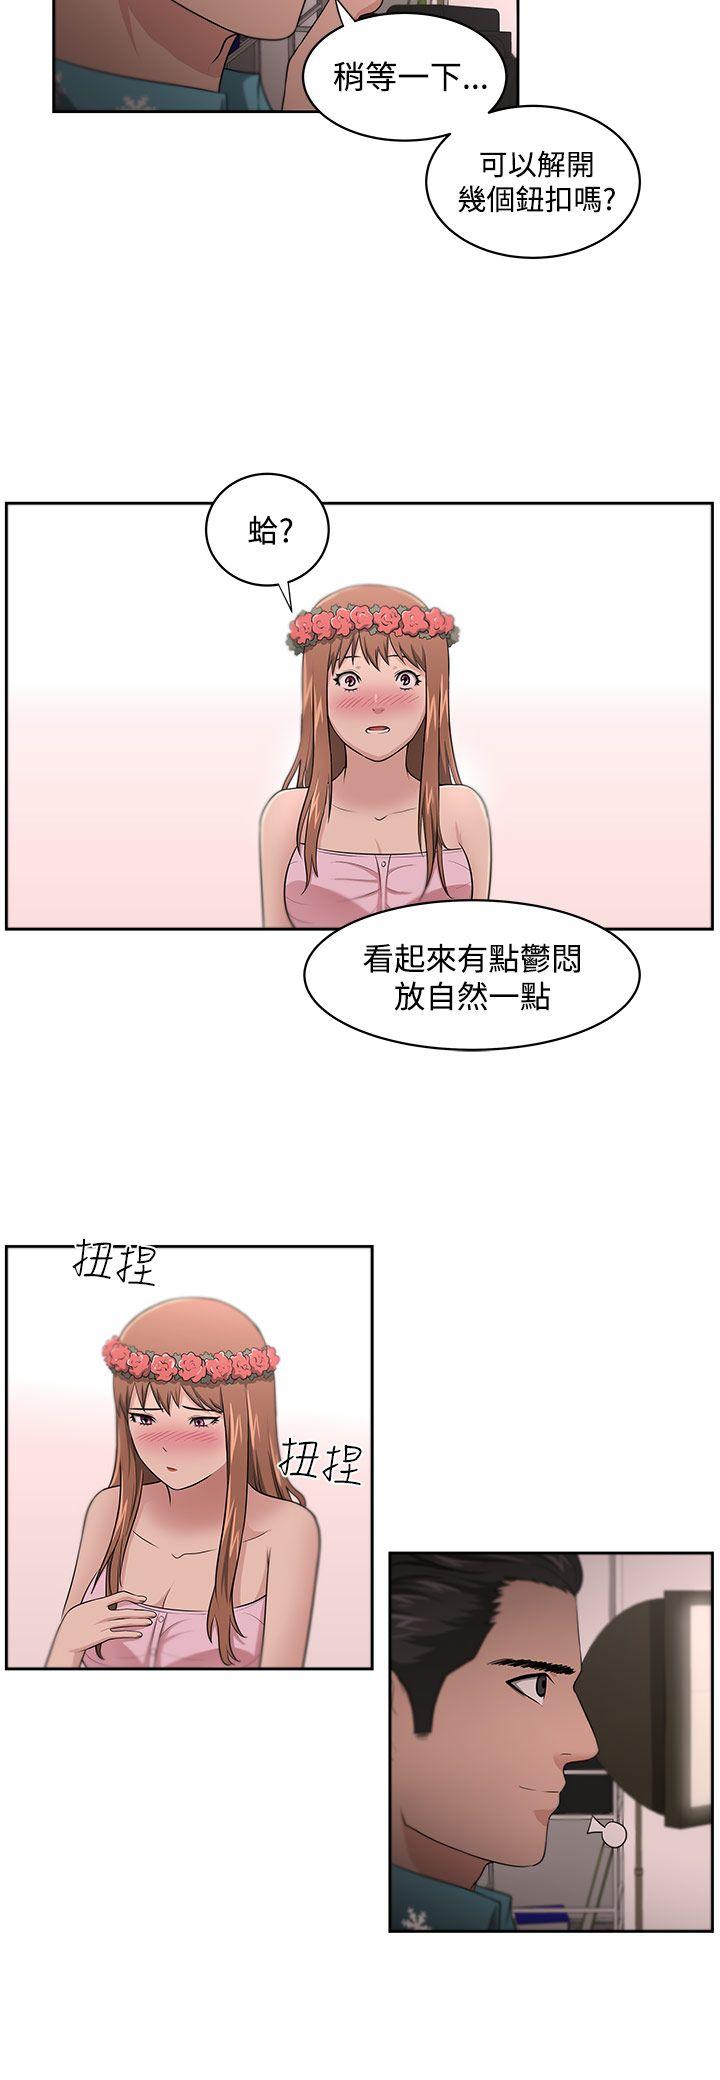 稍等一下...
可以解開
幾個鈕扣嗎?
蛤?
看起來有點鬱悶
放自然一點
扭捏
扭捏